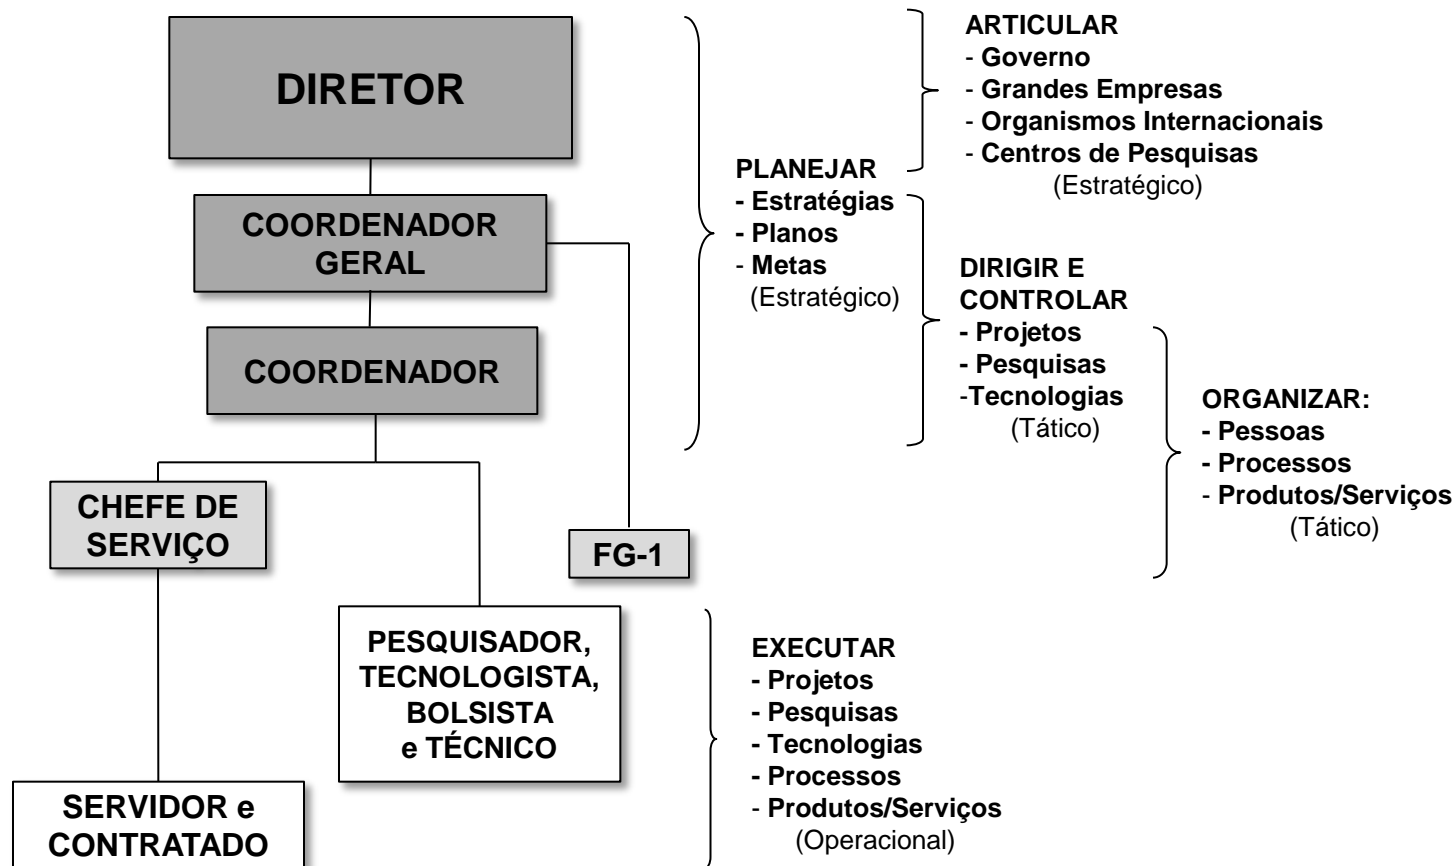 DIRETOR
COORDENADOR
GERAL
COORDENADOR
CHEFE DE
SERVIÇO
FG-1
PESQUISADOR,
TECNOLOGISTA,
BOLSISTA
e TÉCNICO
SERVIDOR e
CONTRATADO
PLANEJAR
- Estratégias
- Planos
- Metas
(Estratégico)
ARTICULAR
- Governo
- Grandes Empresas
- Organismos Internacionais
- Centros de Pesquisas
(Estratégico)
DIRIGIR E
CONTROLAR
- Projetos
- Pesquisas
-Tecnologias
(Tático)
ORGANIZAR:
- Pessoas
- Processos
- Produtos/Serviços
(Tático)
EXECUTAR
- Projetos
- Pesquisas
- Tecnologias
- Processos
- Produtos/Serviços
(Operacional)